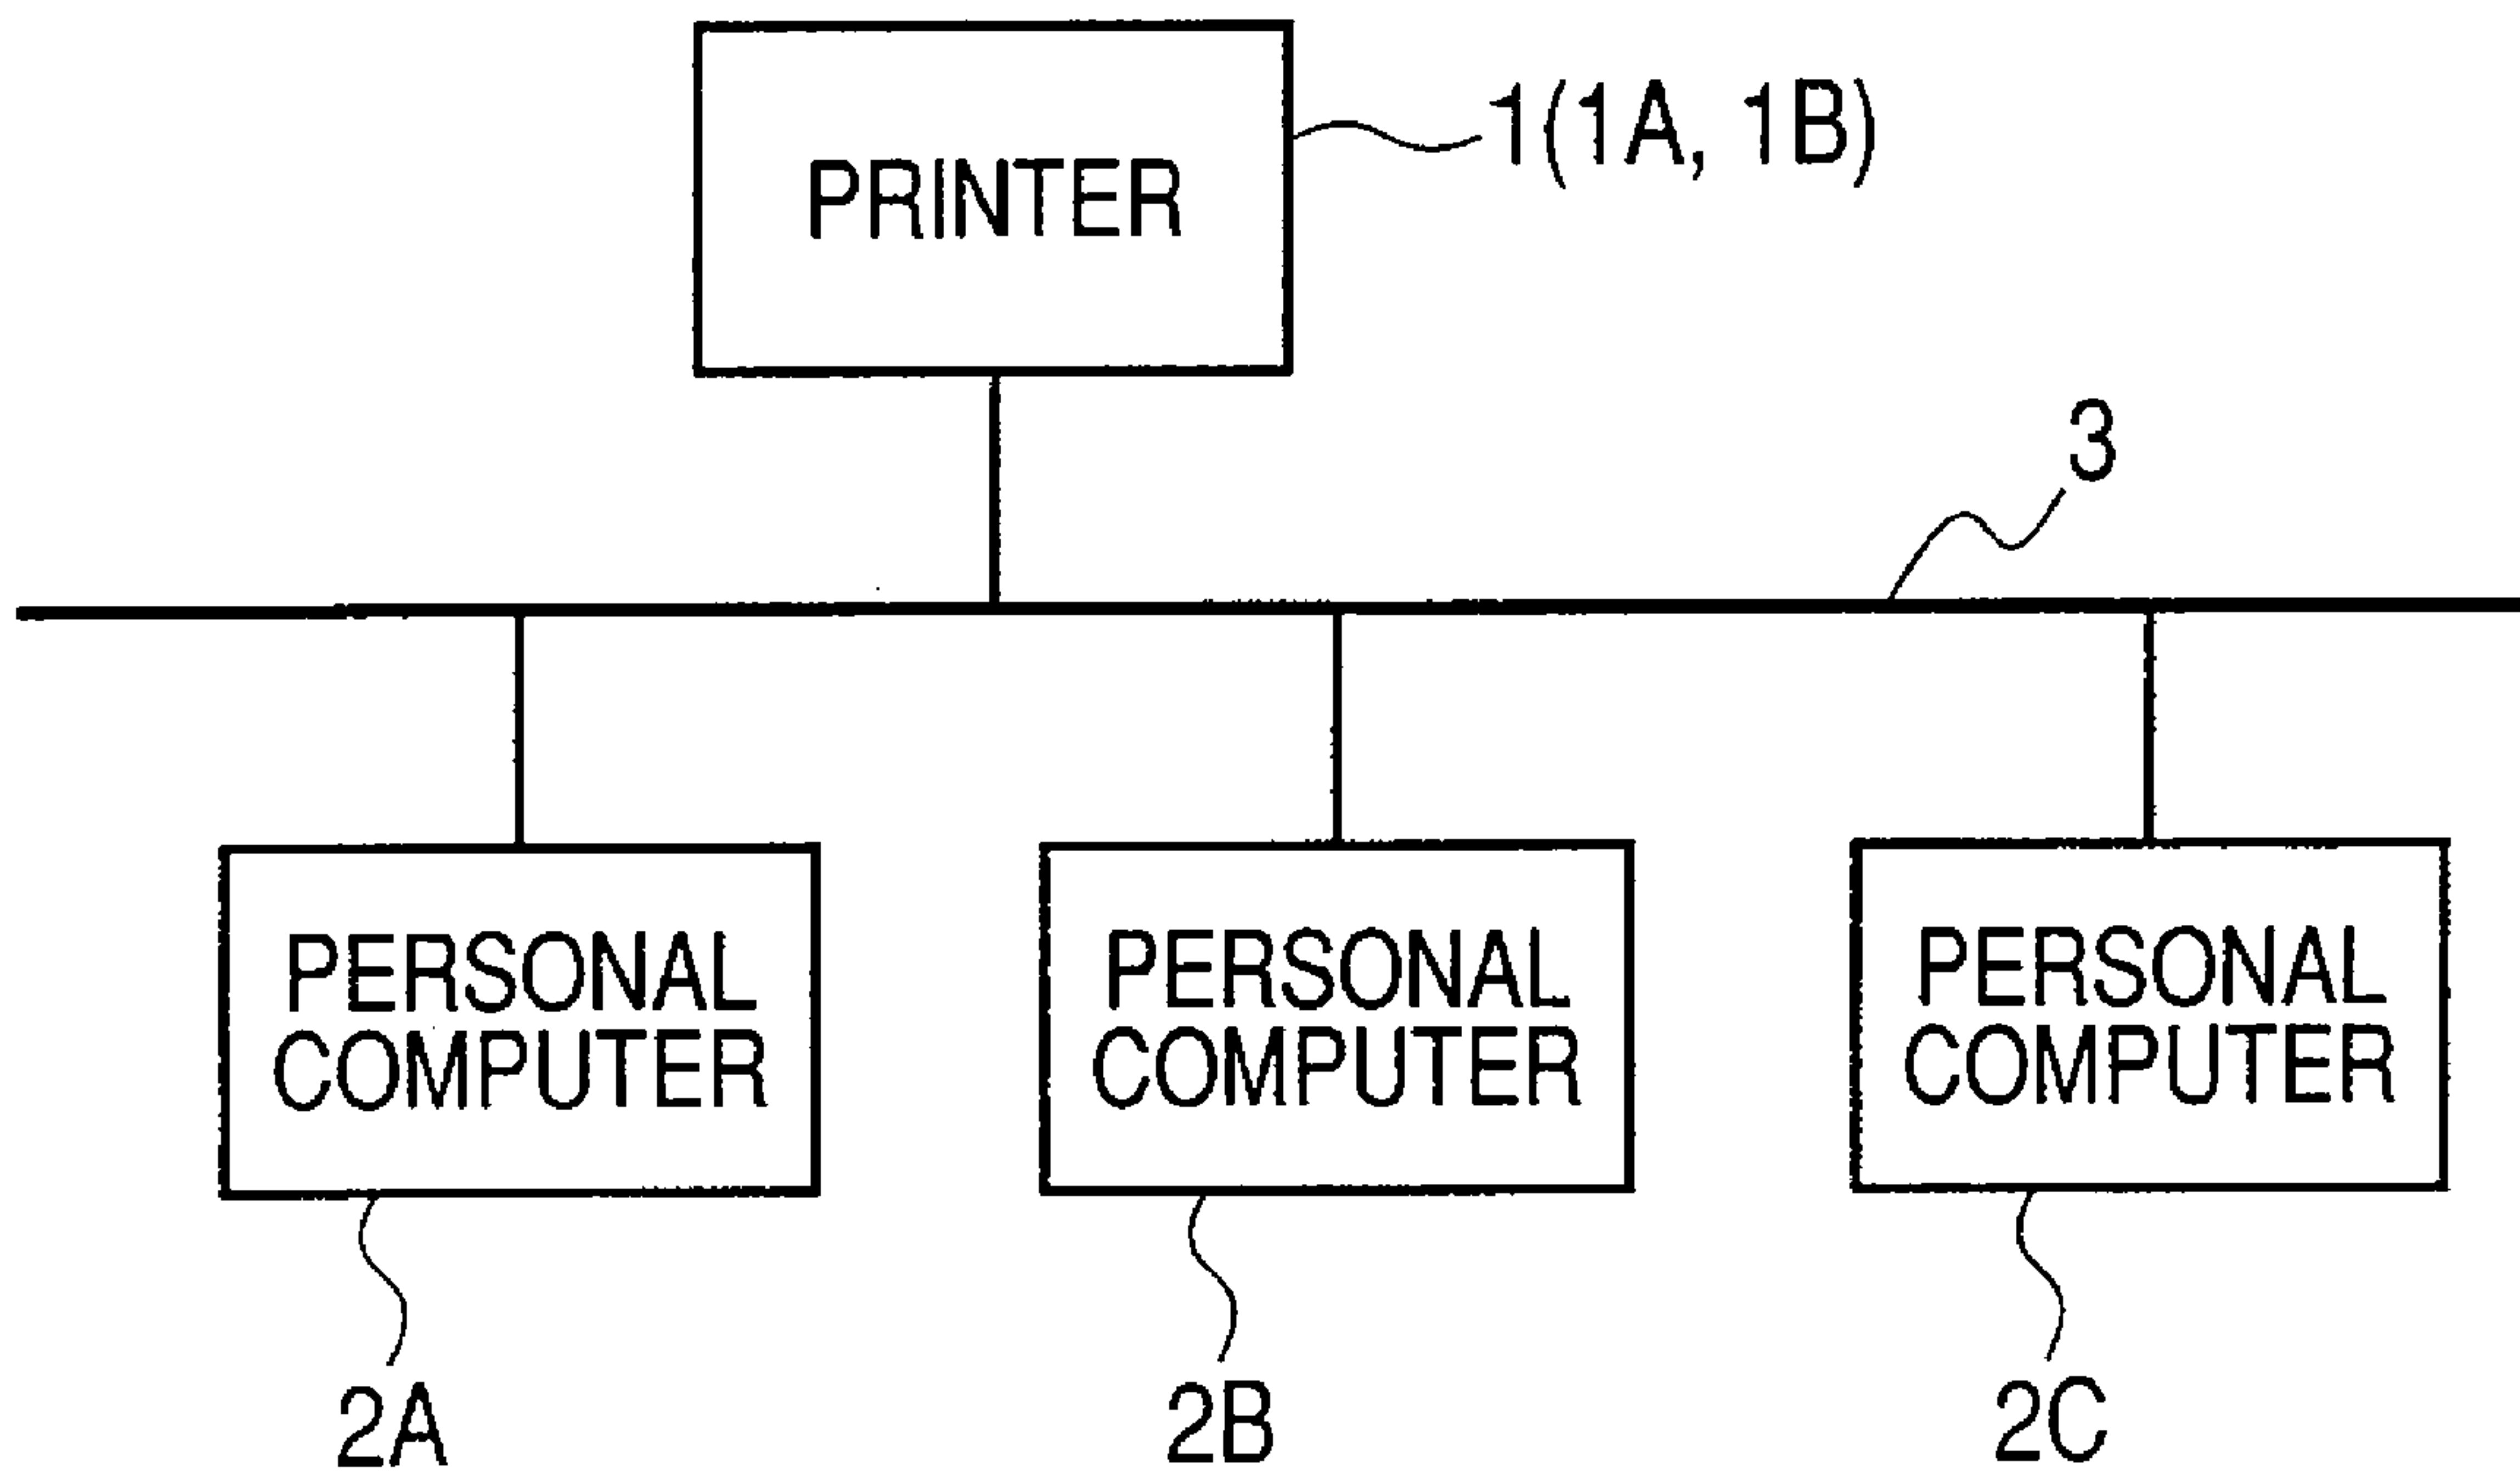 PRINTER
1(1A, 1B)
3
PERSONAL
COMPUTER
PERSONAL
COMPUTER
PERSONAL
COMPUTER
2A
2B
2C